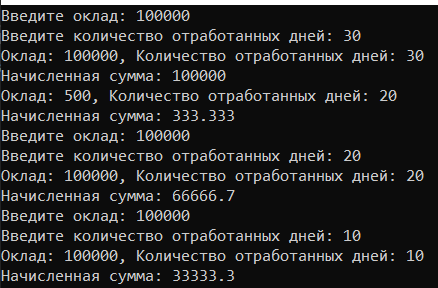 Введите оклад: 100000
Введите количество отработанных дней: 30
Оклад: 100000, Количество отработанных дней: 30
Начисленная сумма: 100000
Оклад: 500, Количество отработанных дней: 20
Начисленная сумма: 333.333
Введите оклад: 100000
Введите количество отработанных дней: 20
Оклад: 100000, Количество отработанных дней: 20
Начисленная сумма: 66666.7
Введите оклад: 100000
Введите количество отработанных дней: 10
Оклад: 100000, Количество отработанных дней: 10
Начисленная сумма: 33333.3